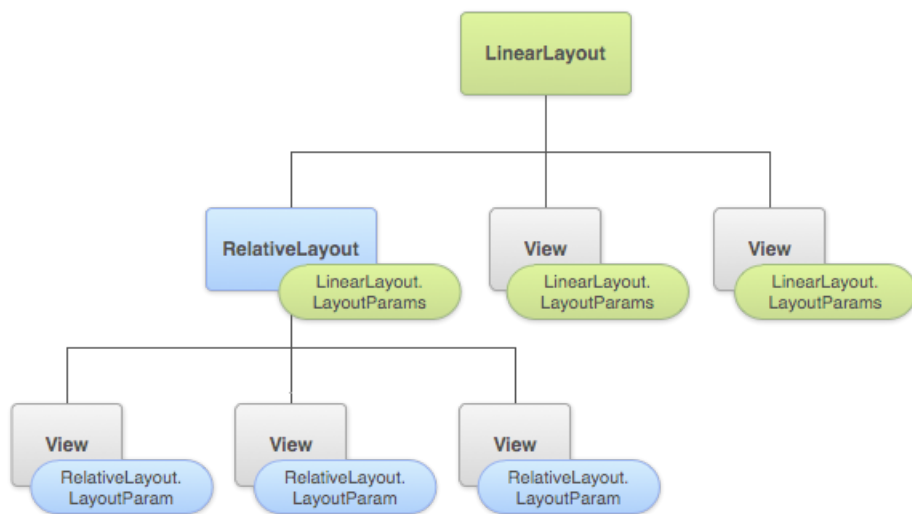 LinearLayout
RelativeLayout
LinearLayout.
LayoutParams
View
LinearLayout.
LayoutParams
View
LinearLayout.
LayoutParams
View
RelativeLayout.
LayoutParam
View
RelativeLayout.
LayoutParam
View
RelativeLayout.
LayoutParam